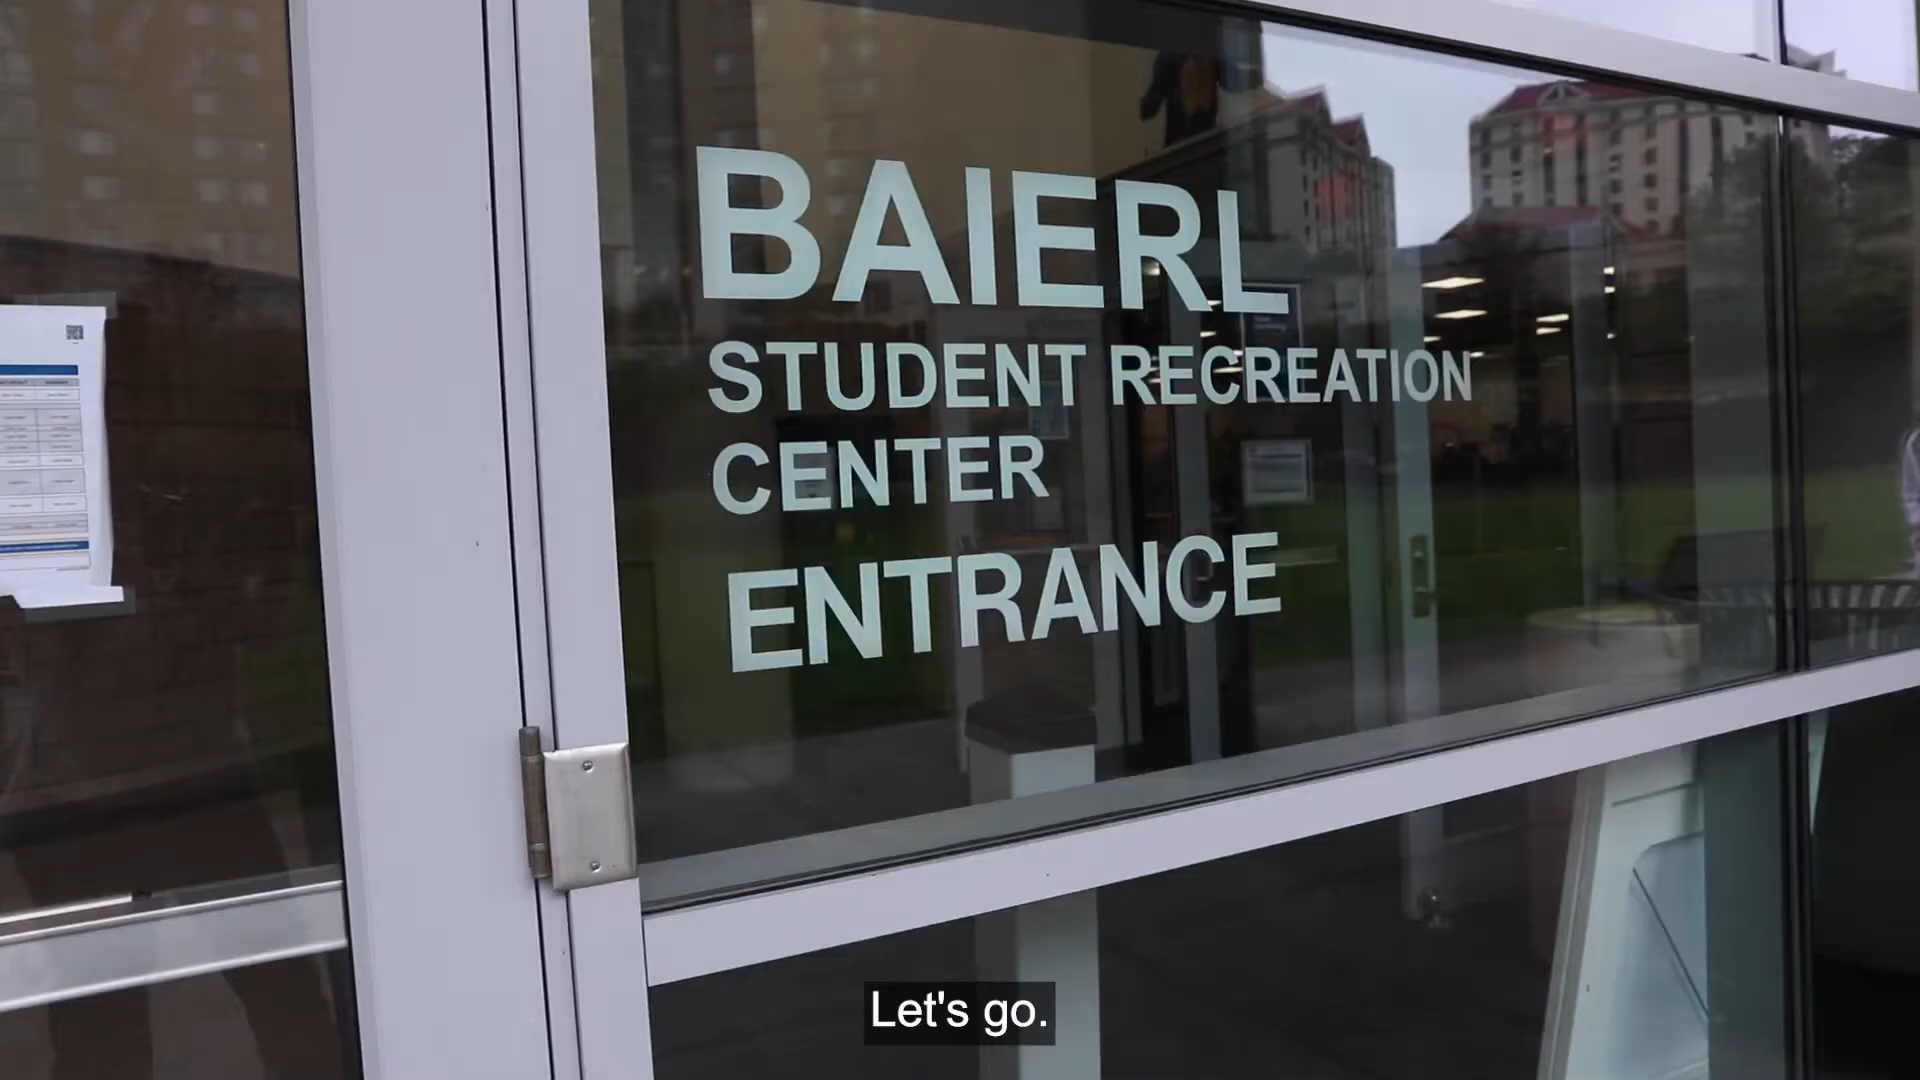 BAIERL
STUDENT RECREATION
CENTER
ENTRANCE
Let's go.